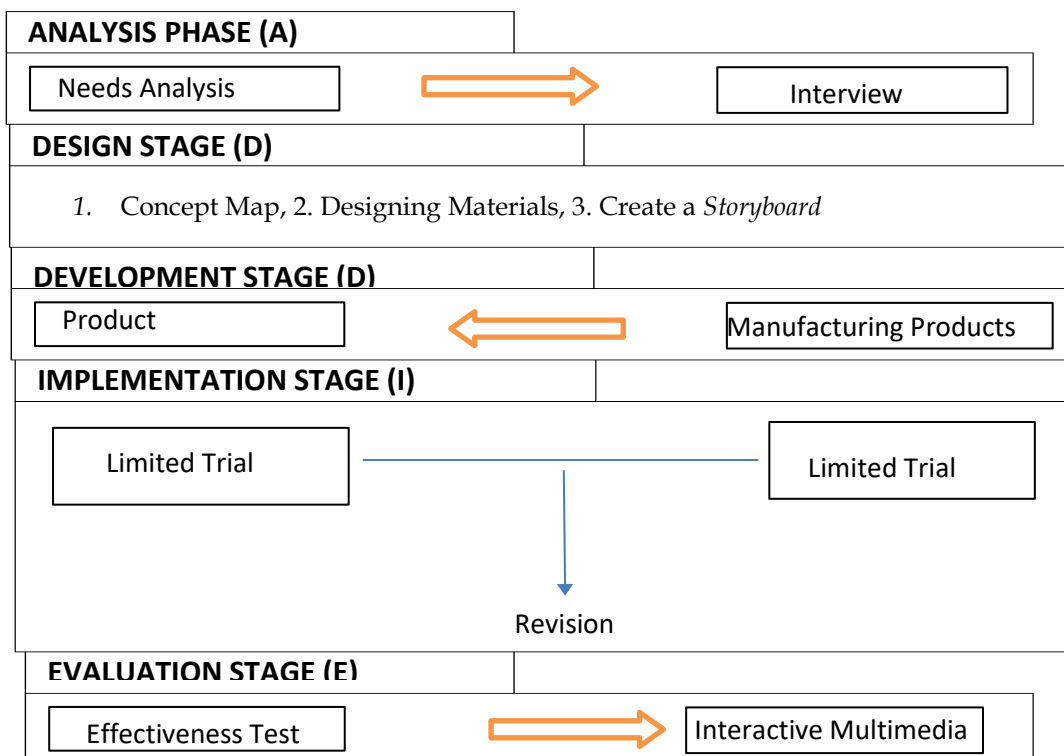 ANALYSIS PHASE (A)
Needs Analysis
Interview
DESIGN STAGE (D)
1. Concept Map, 2. Designing Materials, 3. Create a Storyboard
DEVELOPMENT STAGE (D)
Product
Manufacturing Products
IMPLEMENTATION STAGE (I)
Limited Trial
Limited Trial
Revision
EVALUATION STAGE (E)
Effectiveness Test
Interactive Multimedia